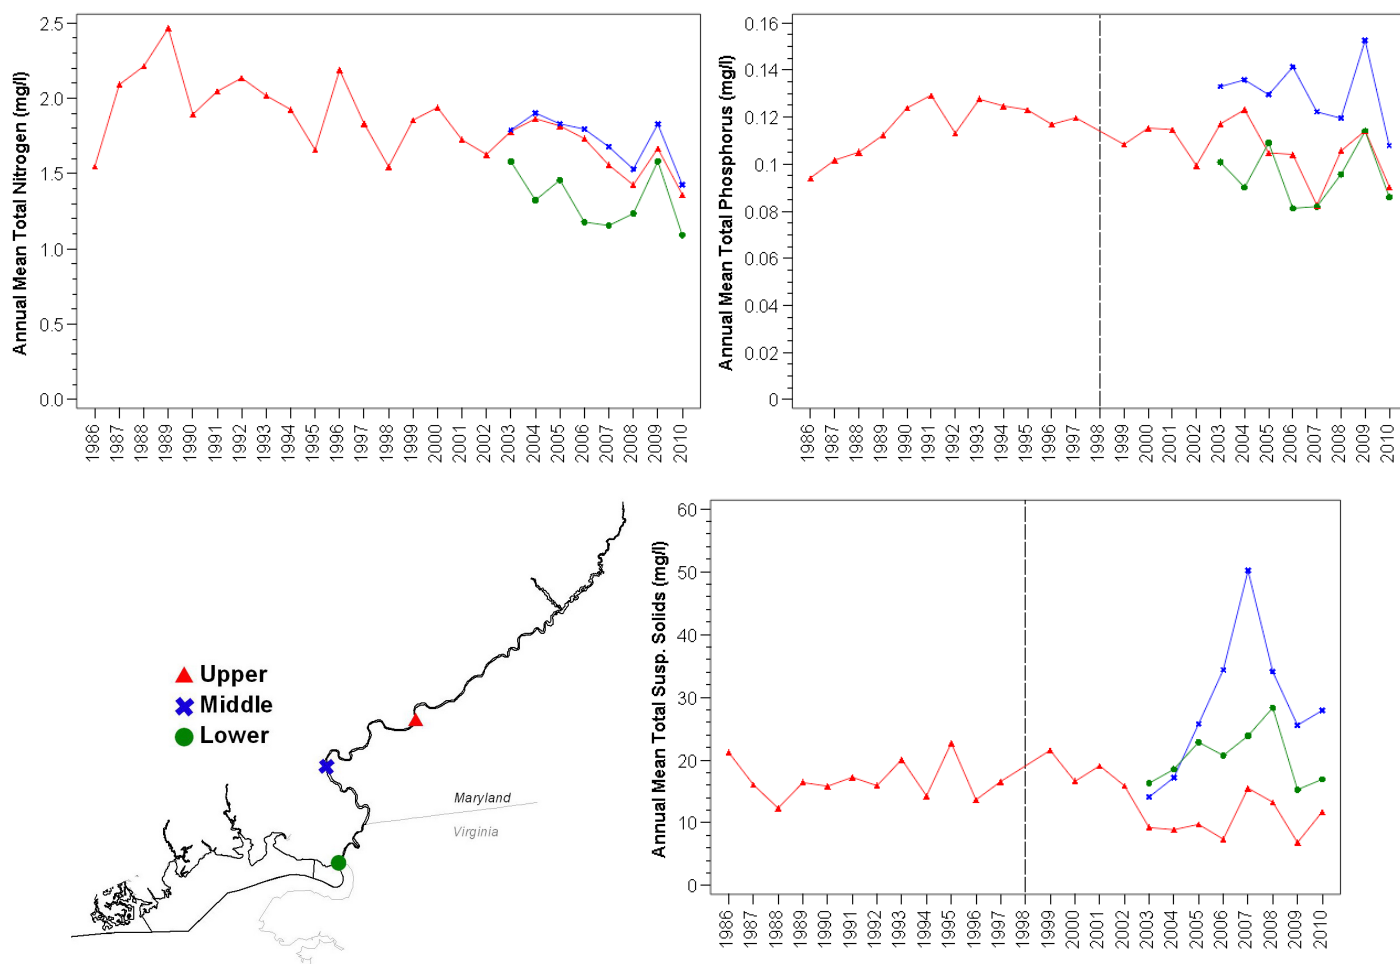 Annual Mean Total Nitrogen (mg/l)
2.5
2.0
1.5
1.0
0.5
0.0
1986 1987 1988 1989 1990 1991 1992 1993 1994 1995 1996 1997 1998 1999 2000 2001 2002 2003 2004 2005 2006 2007 2008 2009 2010
Annual Mean Total Phosphorus (mg/l)
0.16
0.14
0.12
0.1
0.08
0.06
0.04
0.02
0
1986 1987 1988 1989 1990 1991 1992 1993 1994 1995 1996 1997 1998 1999 2000 2001 2002 2003 2004 2005 2006 2007 2008 2009 2010
Upper
Middle
Lower
Maryland
Virginia
Annual Mean Total Susp. Solids (mg/l)
60
50
40
30
20
10
0
1986 1987 1988 1989 1990 1991 1992 1993 1994 1995 1996 1997 1998 1999 2000 2001 2002 2003 2004 2005 2006 2007 2008 2009 2010